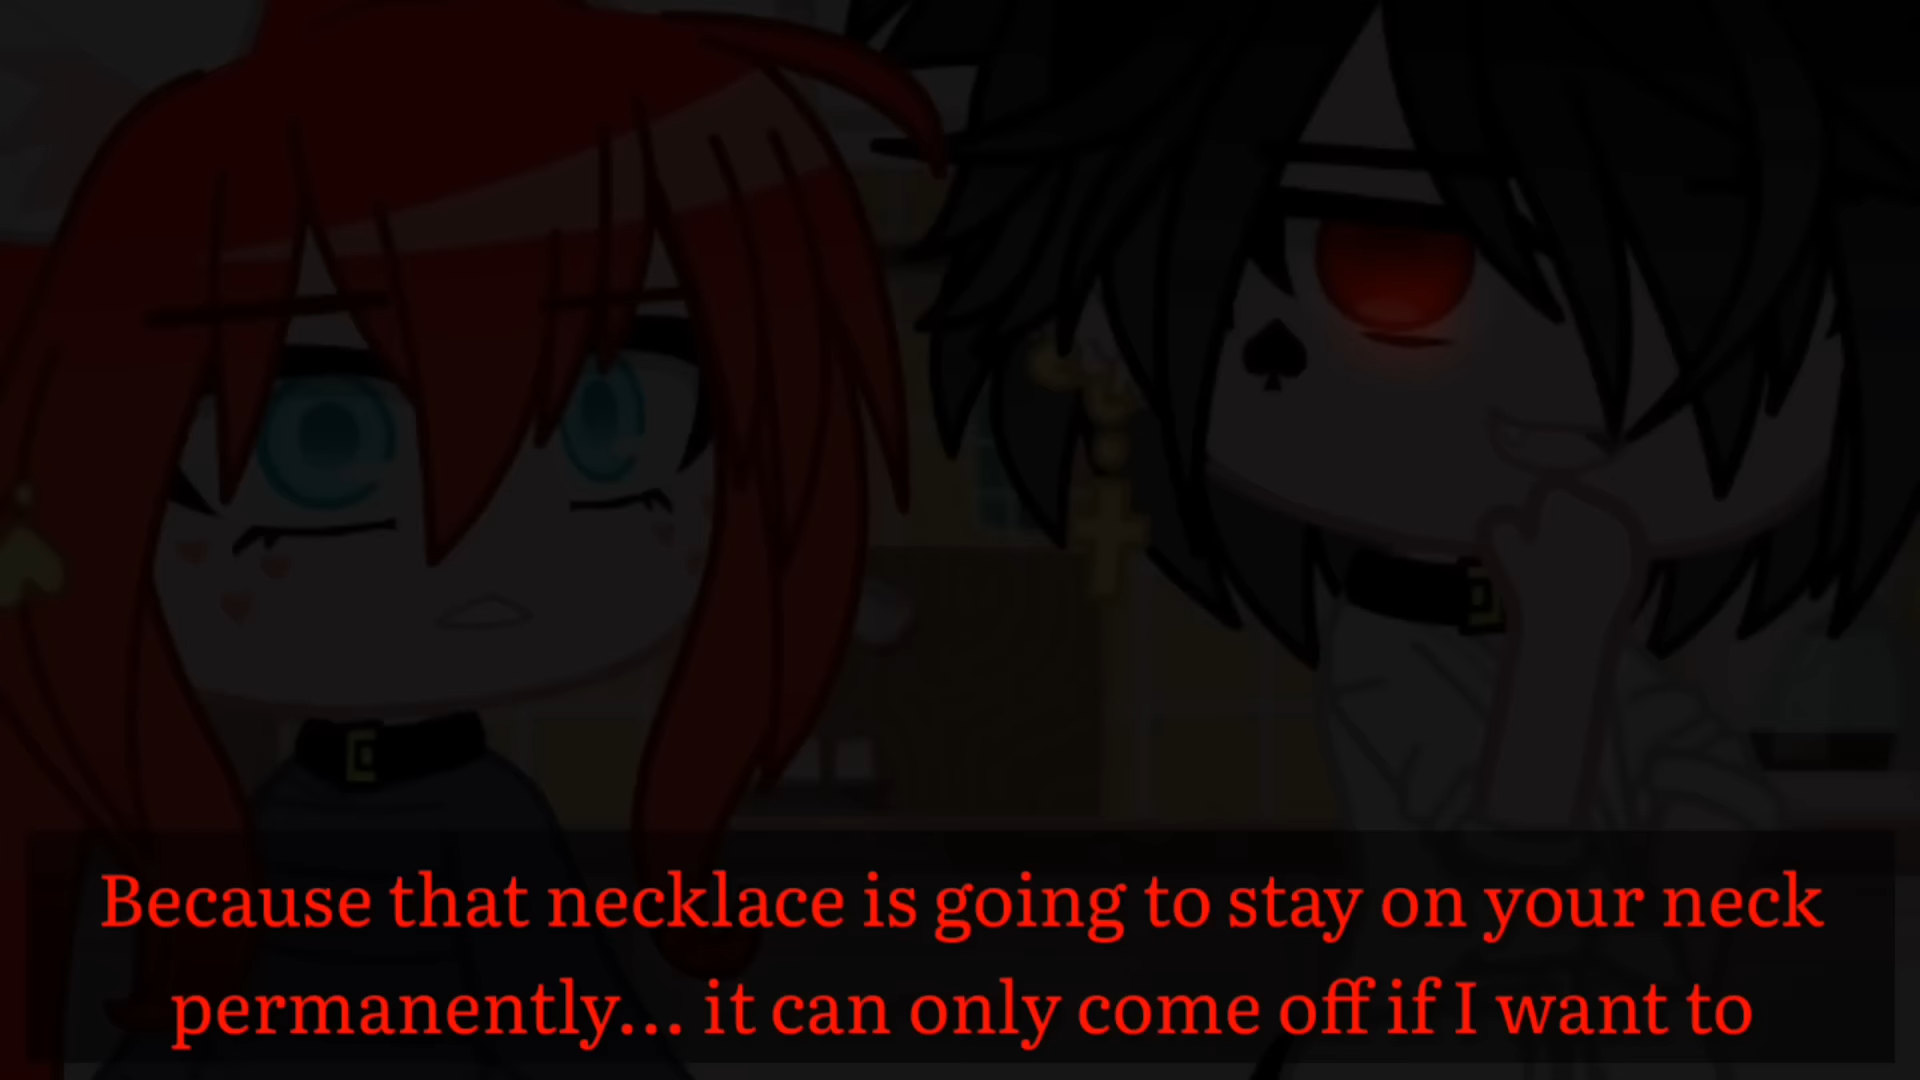 Because that necklace is going to stay on your neck
permanently... it can only come off if I want to